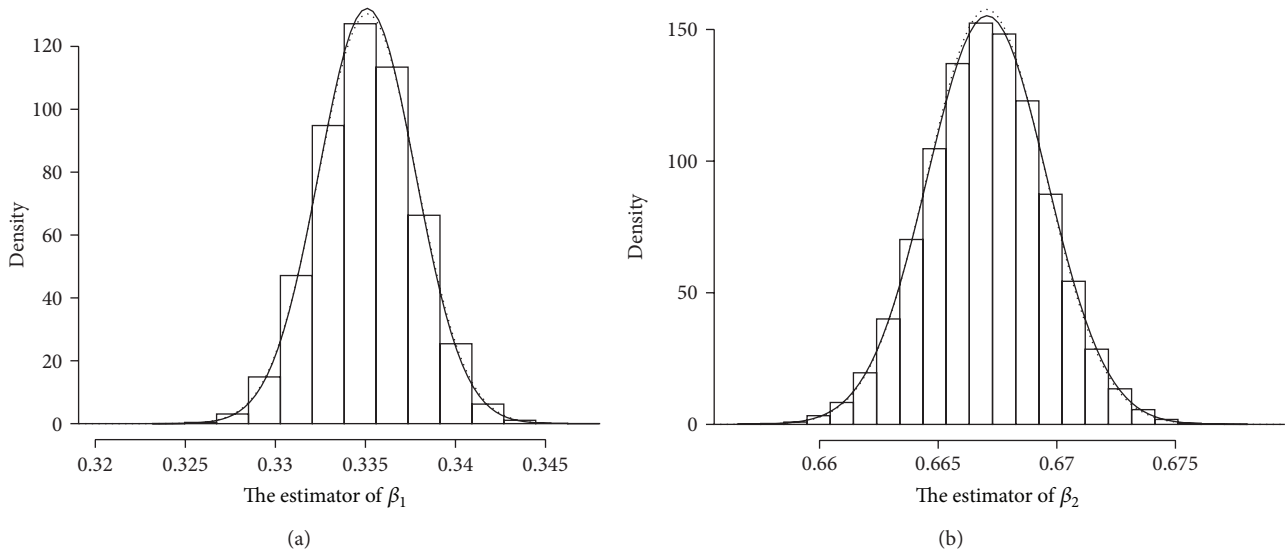 120
100
80
60
40
20
0
Density
0.32 0.325 0.33 0.335 0.34 0.345
The estimator of β1
(a)
150
100
50
0
Density
0.66 0.665 0.67 0.675
The estimator of β2
(b)